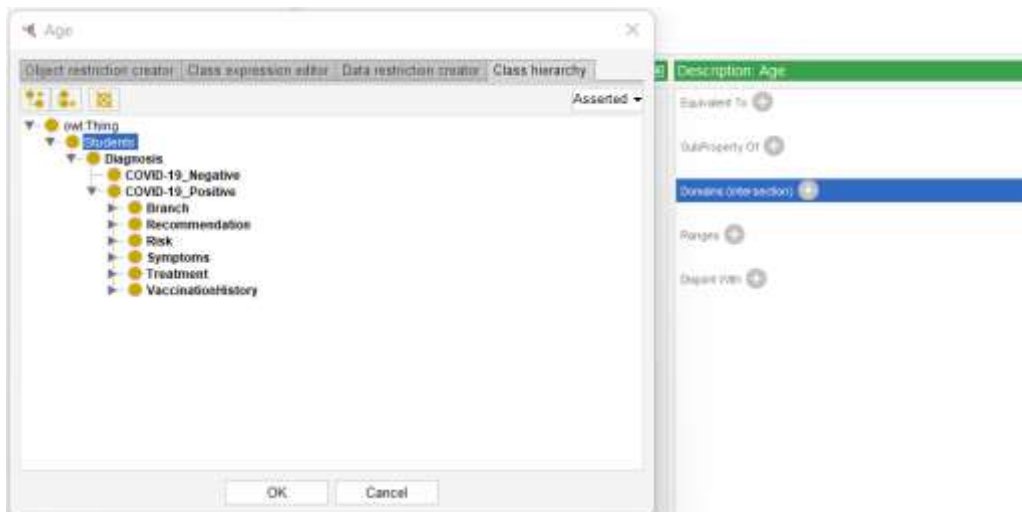 Age
Object restriction creator Class expression editor Data restriction creator Class hierarchy
Asserted
owl:Thing
Students
Diagnosis
COVID-19_Negative
COVID-19_Positive
Branch
Recommendation
Risk
Symptoms
Treatment
VaccinationHistory
OK Cancel
Description: Age
Equivalent To
SubProperty Of
Domains (intersection)
Ranges
Disjoint With